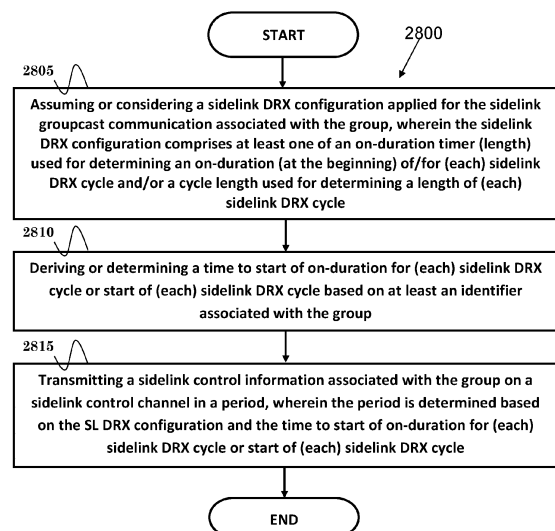 START
2800
2805
Assuming or considering a sidelink DRX configuration applied for the sidelink
groupcast communication associated with the group, wherein the sidelink
DRX configuration comprises at least one of an on-duration timer (length)
used for determining an on-duration (at the beginning) of/for (each) sidelink
DRX cycle and/or a cycle length used for determining a length of (each)
sidelink DRX cycle
2810
Deriving or determining a time to start of on-duration for (each) sidelink DRX
cycle or start of (each) sidelink DRX cycle based on at least an identifier
associated with the group
2815
Transmitting a sidelink control information associated with the group on a
sidelink control channel in a period, wherein the period is determined based
on the SL DRX configuration and the time to start of on-duration for (each)
sidelink DRX cycle or start of (each) sidelink DRX cycle
END